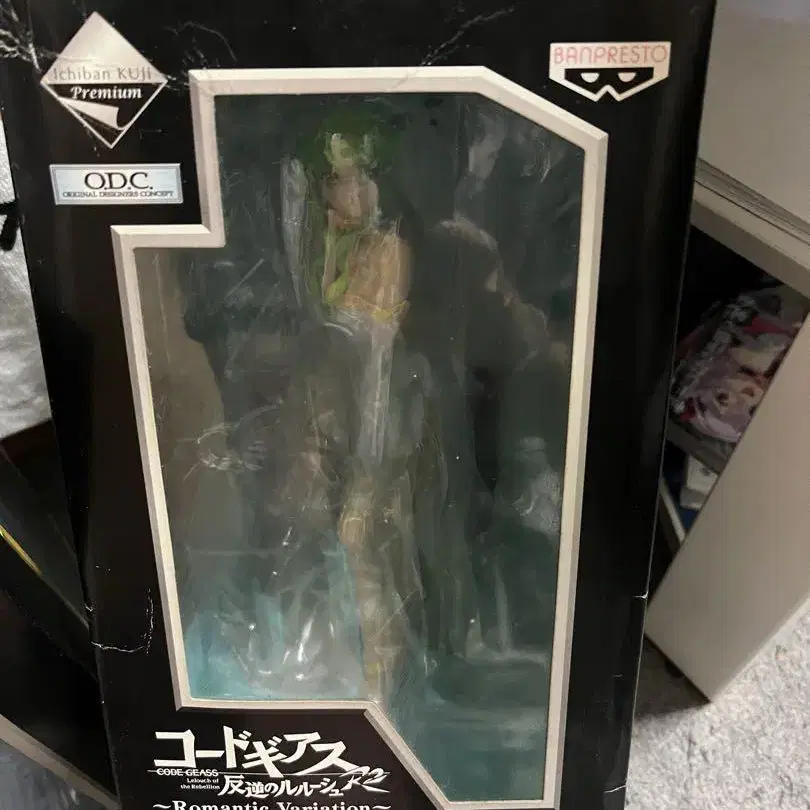 Ichiban KUJI
Premium
BANPRESTO
O.D.C.
ORIGINAL DESIGNERS CONCEPT
コードギアス
CODE GEASS
Lelouch of
the Rebellion
反逆のルルーシュR2
～Romantic Variation～